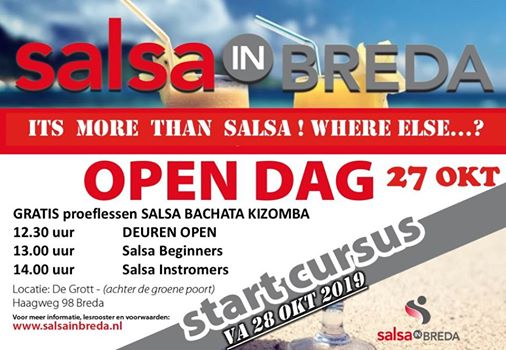 salsa IN BREDA
ITS MORE THAN SALSA ! WHERE ELSE...?
OPEN DAG 27 OKT
GRATIS proeflessen SALSA BACHATA KIZOMBA
12.30 uur DEUREN OPEN
13.00 uur Salsa Beginners
14.00 uur Salsa Instromers
Locatie: De Grott - (achter de groene poort)
Haagweg 98 Breda
Voor meer informatie, lesrooster en voorwaarden:
www.salsainbreda.nl
start cursus
VA 28 OKT 2019
salsa IN BREDA